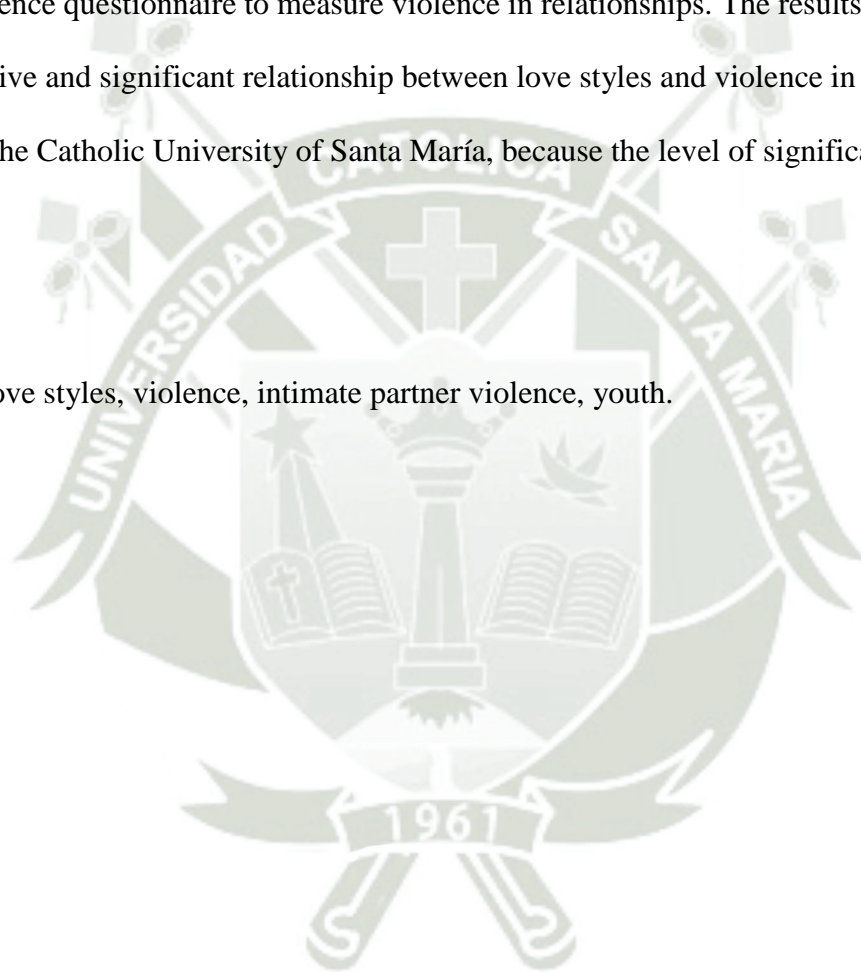 ence questionnaire to measure violence in relationships. The results
ive and significant relationship between love styles and violence in
he Catholic University of Santa María, because the level of signific
ove styles, violence, intimate partner violence, youth.
UNIVERSIDAD CATOLICA SANTA MARIA
1961